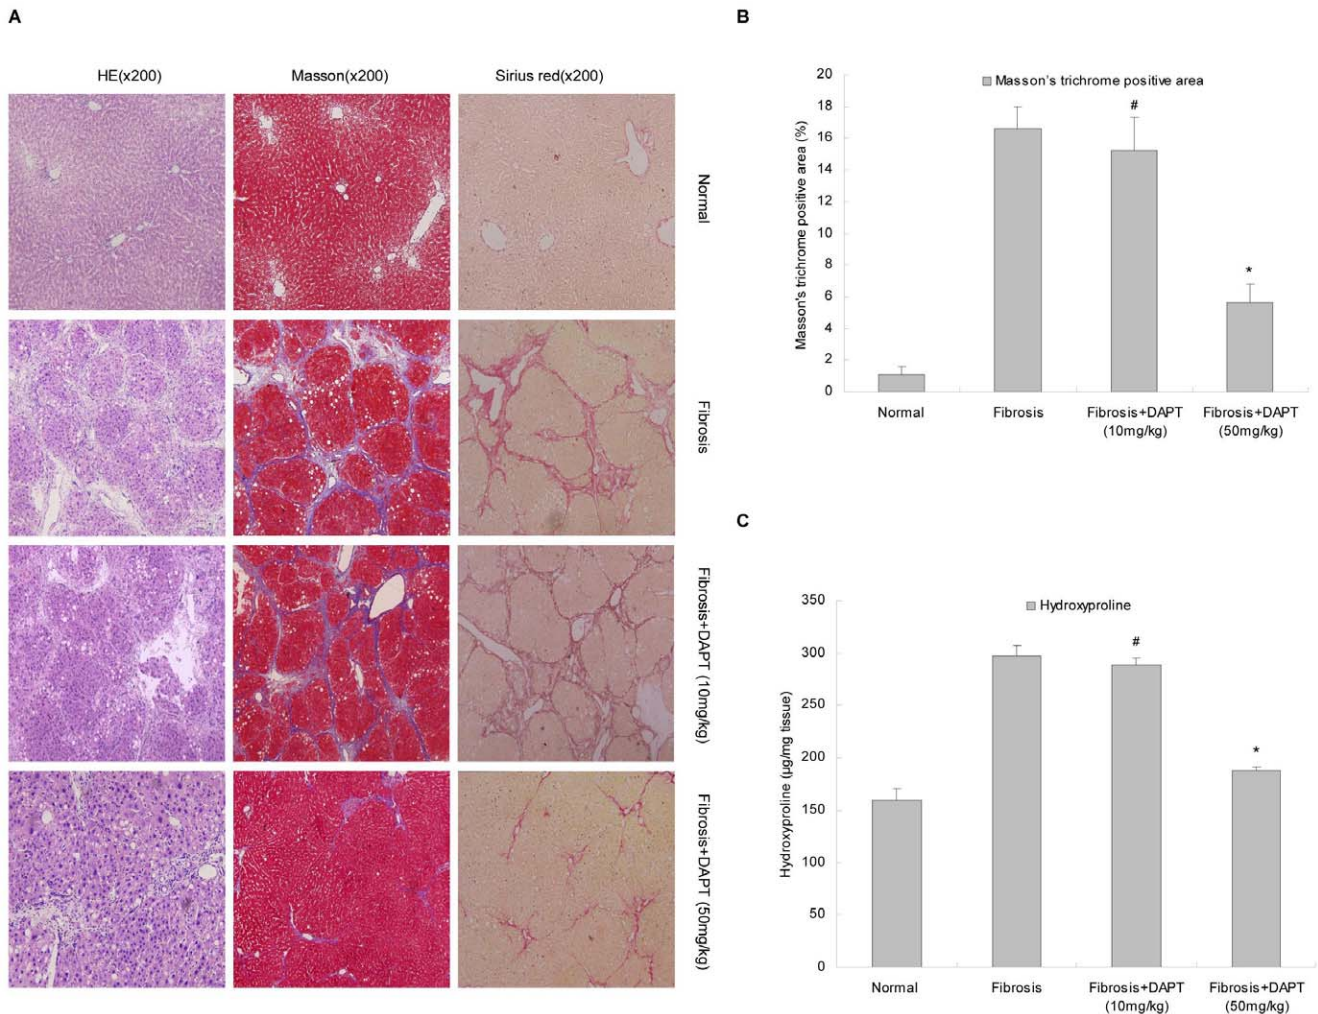 A
HE(x200)
Masson(x200)
Sirius red(x200)
Normal
Fibrosis
Fibrosis+DAPT (10mg/kg)
Fibrosis+DAPT (50mg/kg)
B
Masson's trichrome positive area
Masson's trichrome positive area (%)
20
18
16
14
12
10
8
6
4
2
0
#
*
Normal
Fibrosis
Fibrosis+DAPT
(10mg/kg)
Fibrosis+DAPT
(50mg/kg)
C
Hydroxyproline
Hydroxyproline (µg/mg tissue)
350
300
250
200
150
100
50
0
#
*
Normal
Fibrosis
Fibrosis+DAPT
(10mg/kg)
Fibrosis+DAPT
(50mg/kg)